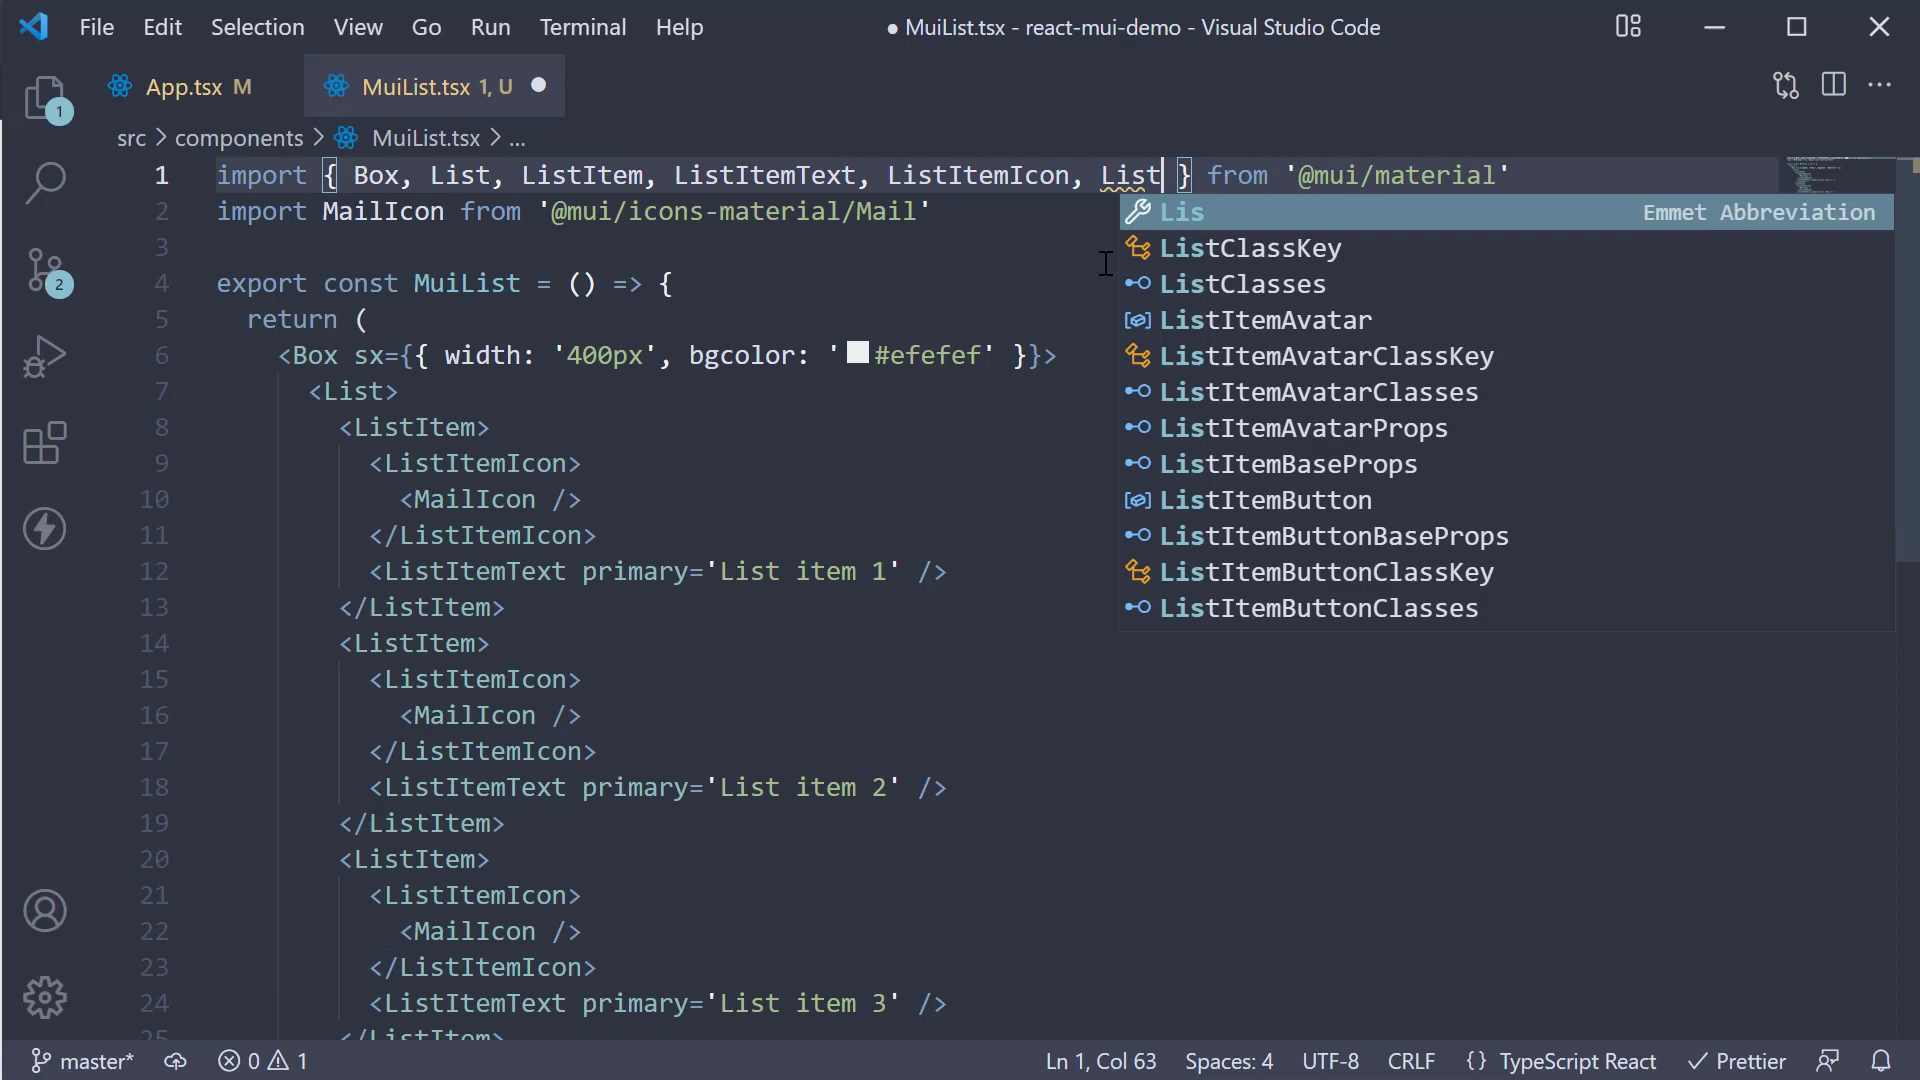 File Edit Selection View Go Run Terminal Help
● MuiList.tsx - react-mui-demo - Visual Studio Code
App.tsx M
MuiList.tsx 1, U
src > components > MuiList.tsx > ...
1 import { Box, List, ListItem, ListItemText, ListItemIcon, List } from '@mui/material'
2 import MailIcon from '@mui/icons-material/Mail'
3
4 export const MuiList = () => {
5 return (
6 <Box sx={{ width: '400px', bgcolor: '#efefef' }}>
7 <List>
8 <ListItem>
9 <ListItemIcon>
10 <MailIcon />
11 </ListItemIcon>
12 <ListItemText primary='List item 1' />
13 </ListItem>
14 <ListItem>
15 <ListItemIcon>
16 <MailIcon />
17 </ListItemIcon>
18 <ListItemText primary='List item 2' />
19 </ListItem>
20 <ListItem>
21 <ListItemIcon>
22 <MailIcon />
23 </ListItemIcon>
24 <ListItemText primary='List item 3' />
25 </ListItem>
Lis Emmet Abbreviation
ListClassKey
ListClasses
ListItemAvatar
ListItemAvatarClassKey
ListItemAvatarClasses
ListItemAvatarProps
ListItemBaseProps
ListItemButton
ListItemButtonBaseProps
ListItemButtonClassKey
ListItemButtonClasses
1
2
master* 0 1 Ln 1, Col 63 Spaces: 4 UTF-8 CRLF {} TypeScript React Prettier